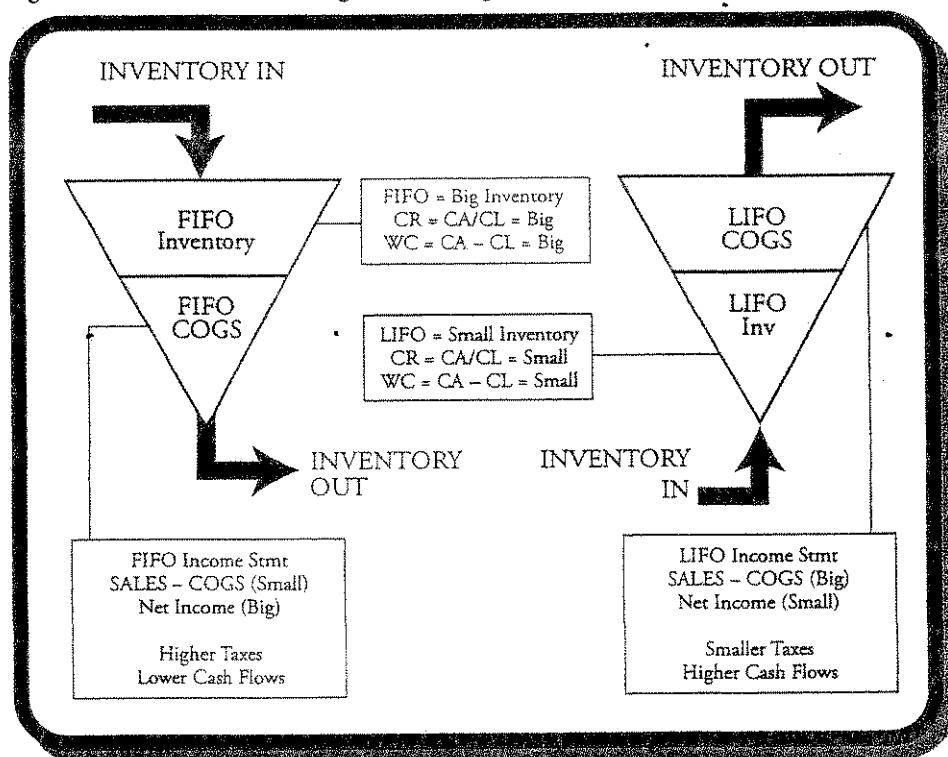 INVENTORY IN
INVENTORY OUT
FIFO
Inventory
FIFO
COGS
FIFO = Big Inventory
CR = CA/CL = Big
WC = CA – CL = Big
LIFO
COGS
LIFO
Inv
LIFO = Small Inventory
CR = CA/CL = Small
WC = CA – CL = Small
INVENTORY
OUT
INVENTORY
IN
FIFO Income Stmt
SALES – COGS (Small)
Net Income (Big)
Higher Taxes
Lower Cash Flows
LIFO Income Stmt
SALES – COGS (Big)
Net Income (Small)
Smaller Taxes
Higher Cash Flows